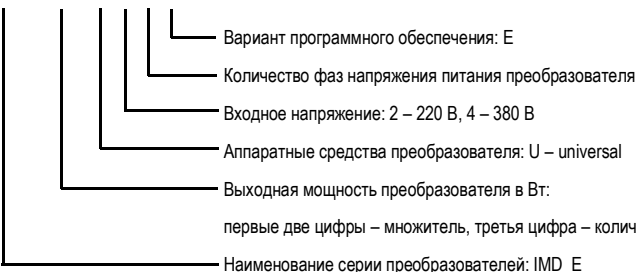 Вариант программного обеспечения: E
Количество фаз напряжения питания преобразователя
Входное напряжение: 2 – 220 В, 4 – 380 В
Аппаратные средства преобразователя: U – universal
Выходная мощность преобразователя в Вт:
первые две цифры – множитель, третья цифра – колич
Наименование серии преобразователей: IMD_E